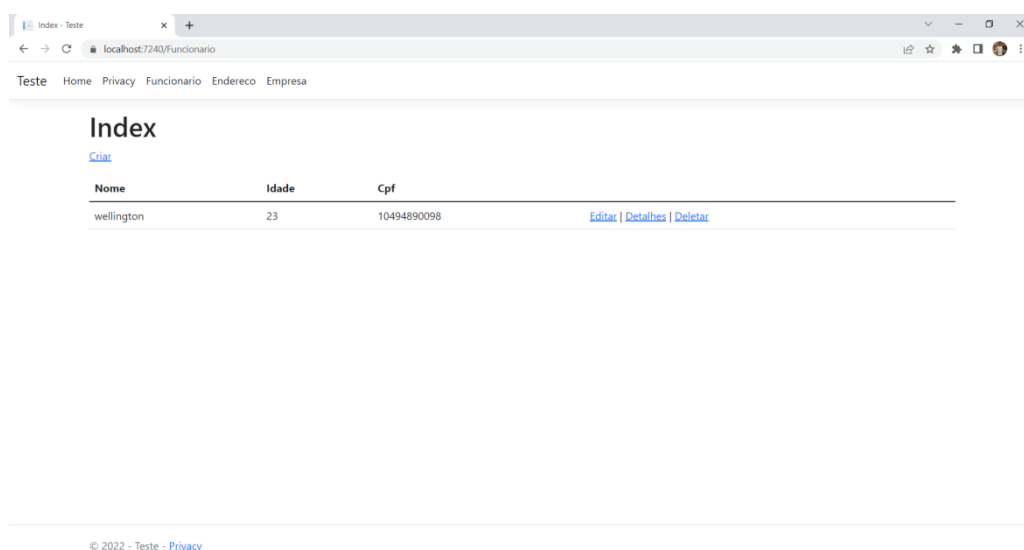 Index - Teste
localhost:7240/Funcionario
Teste Home Privacy Funcionario Endereco Empresa
Index
Criar
Nome Idade Cpf
wellington 23 10494890098 Editar | Detalhes | Deletar
© 2022 - Teste - Privacy